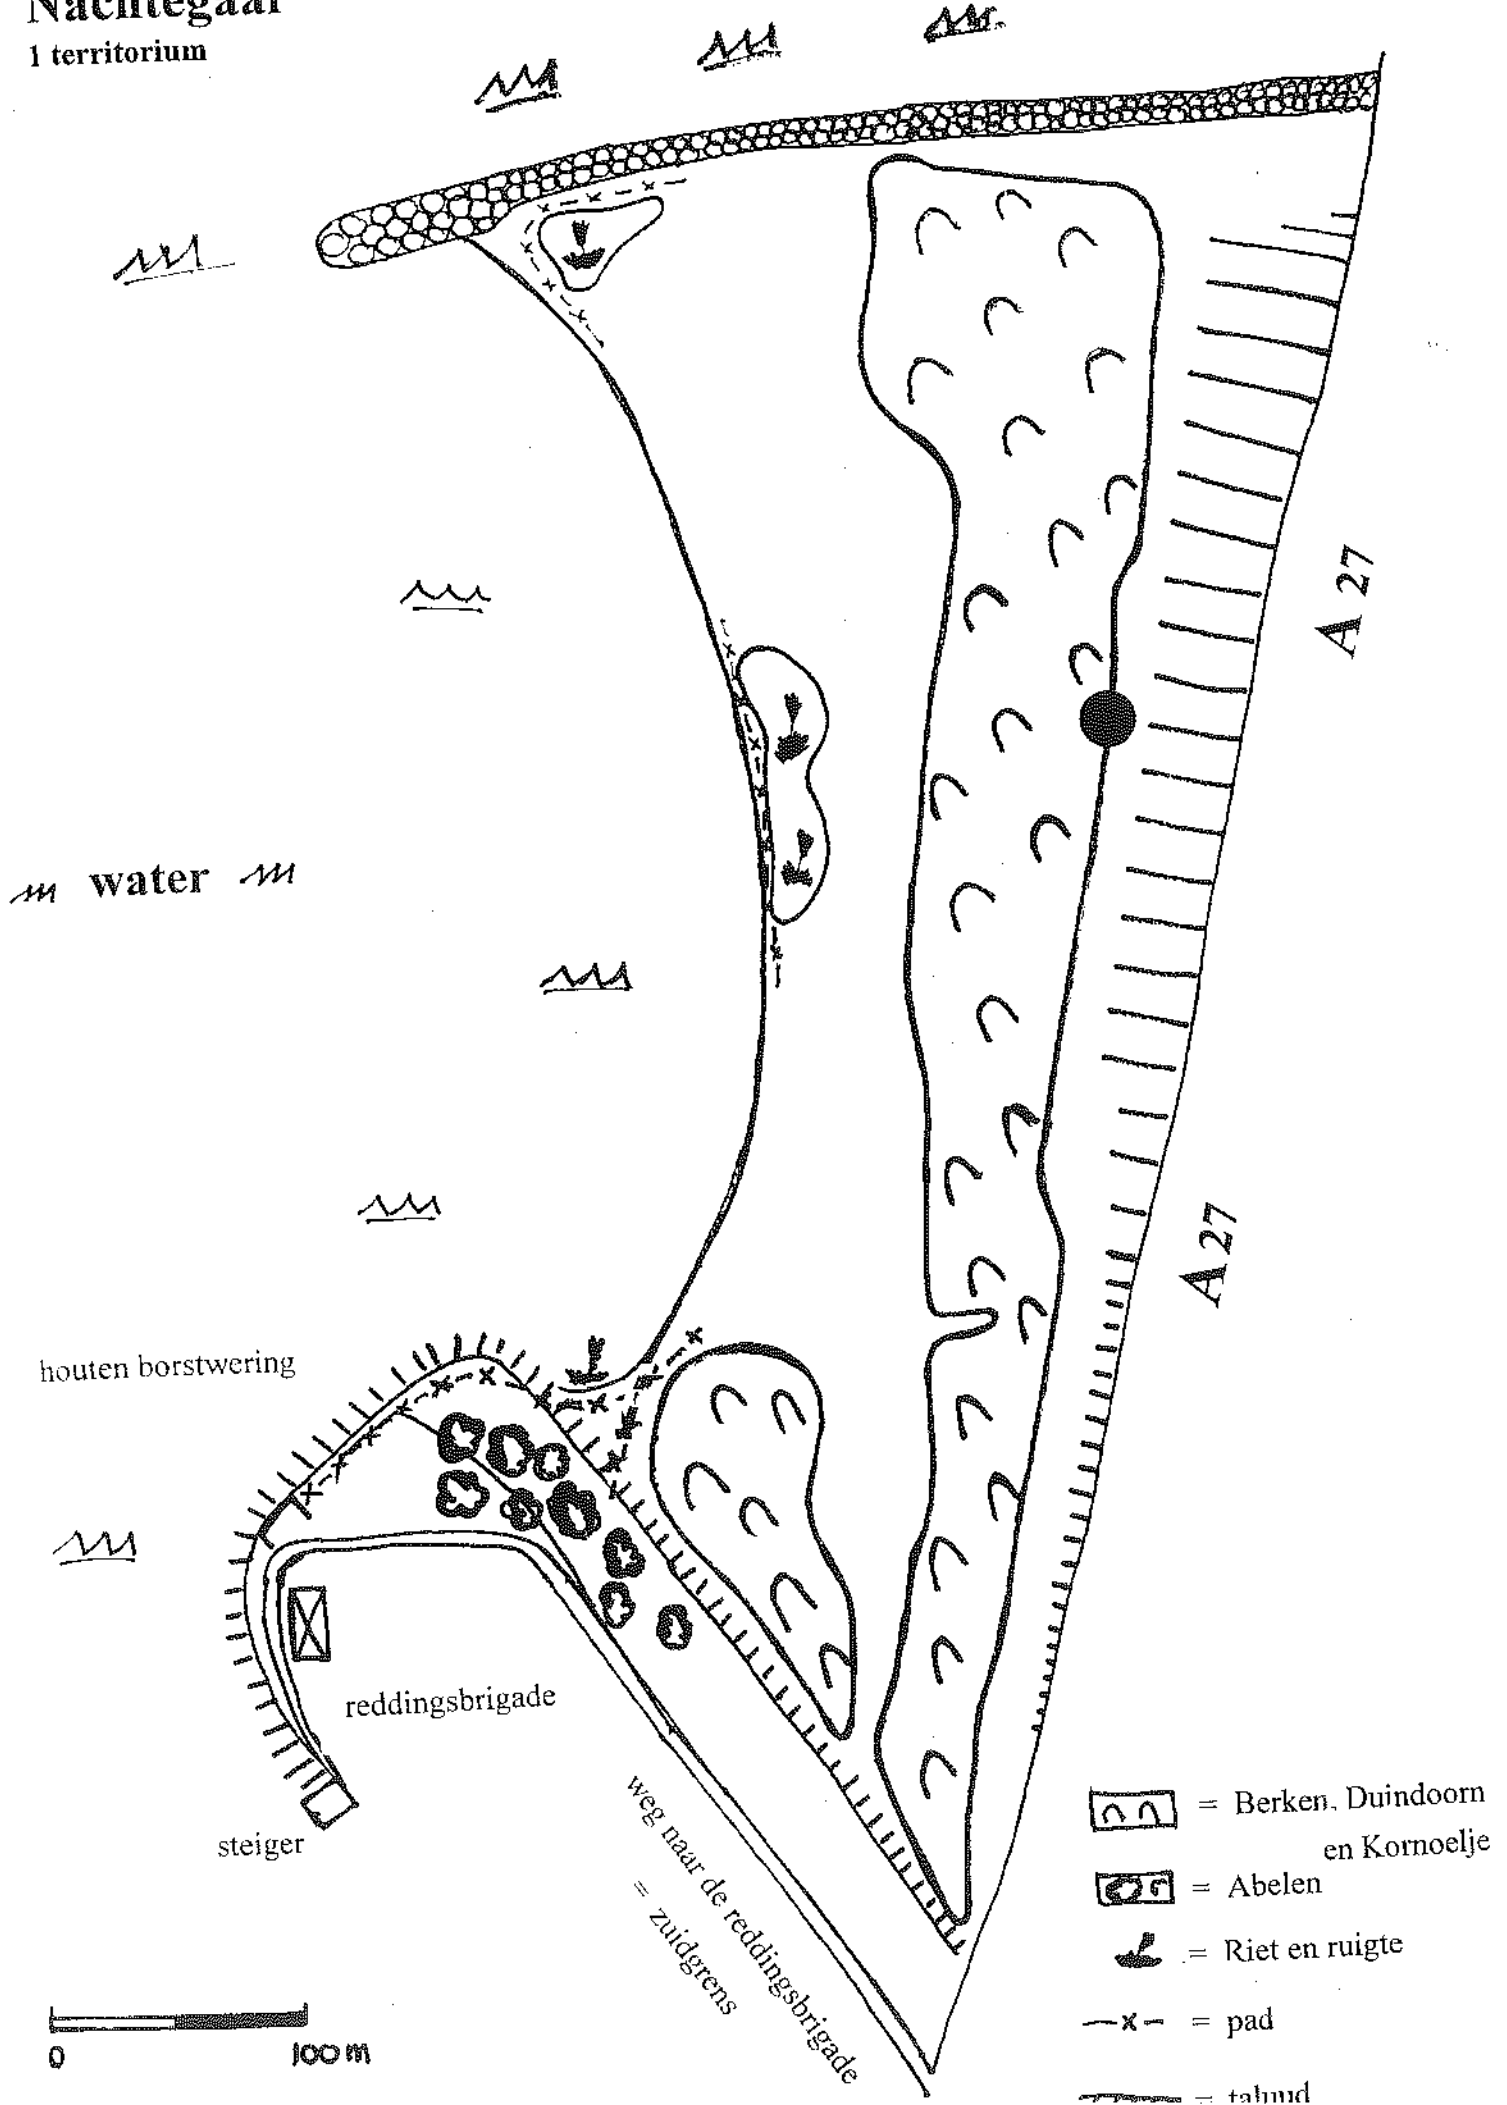 Nachtegaal
1 territorium
A 27
water
A 27
houten borstwering
reddingsbrigade
steiger
weg naar de reddingsbrigade
= zuidgrens
= Berken, Duindoorn
en Kornoelje
= Abelen
= Riet en ruigte
—x— = pad
= talud
0 100 m